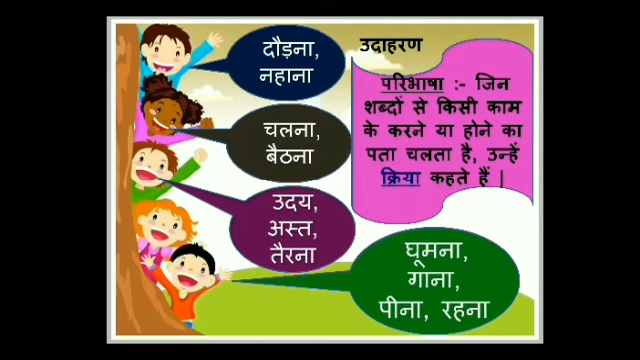 दौड़ना,
नहाना
चलना,
बैठना
उदय,
अस्त,
तैरना
घूमना,
गाना,
पीना, रहना
उदाहरण
परिभाषा :- जिन
शब्दों से किसी काम
के करने या होने का
पता चलता है, उन्हें
क्रिया कहते हैं |